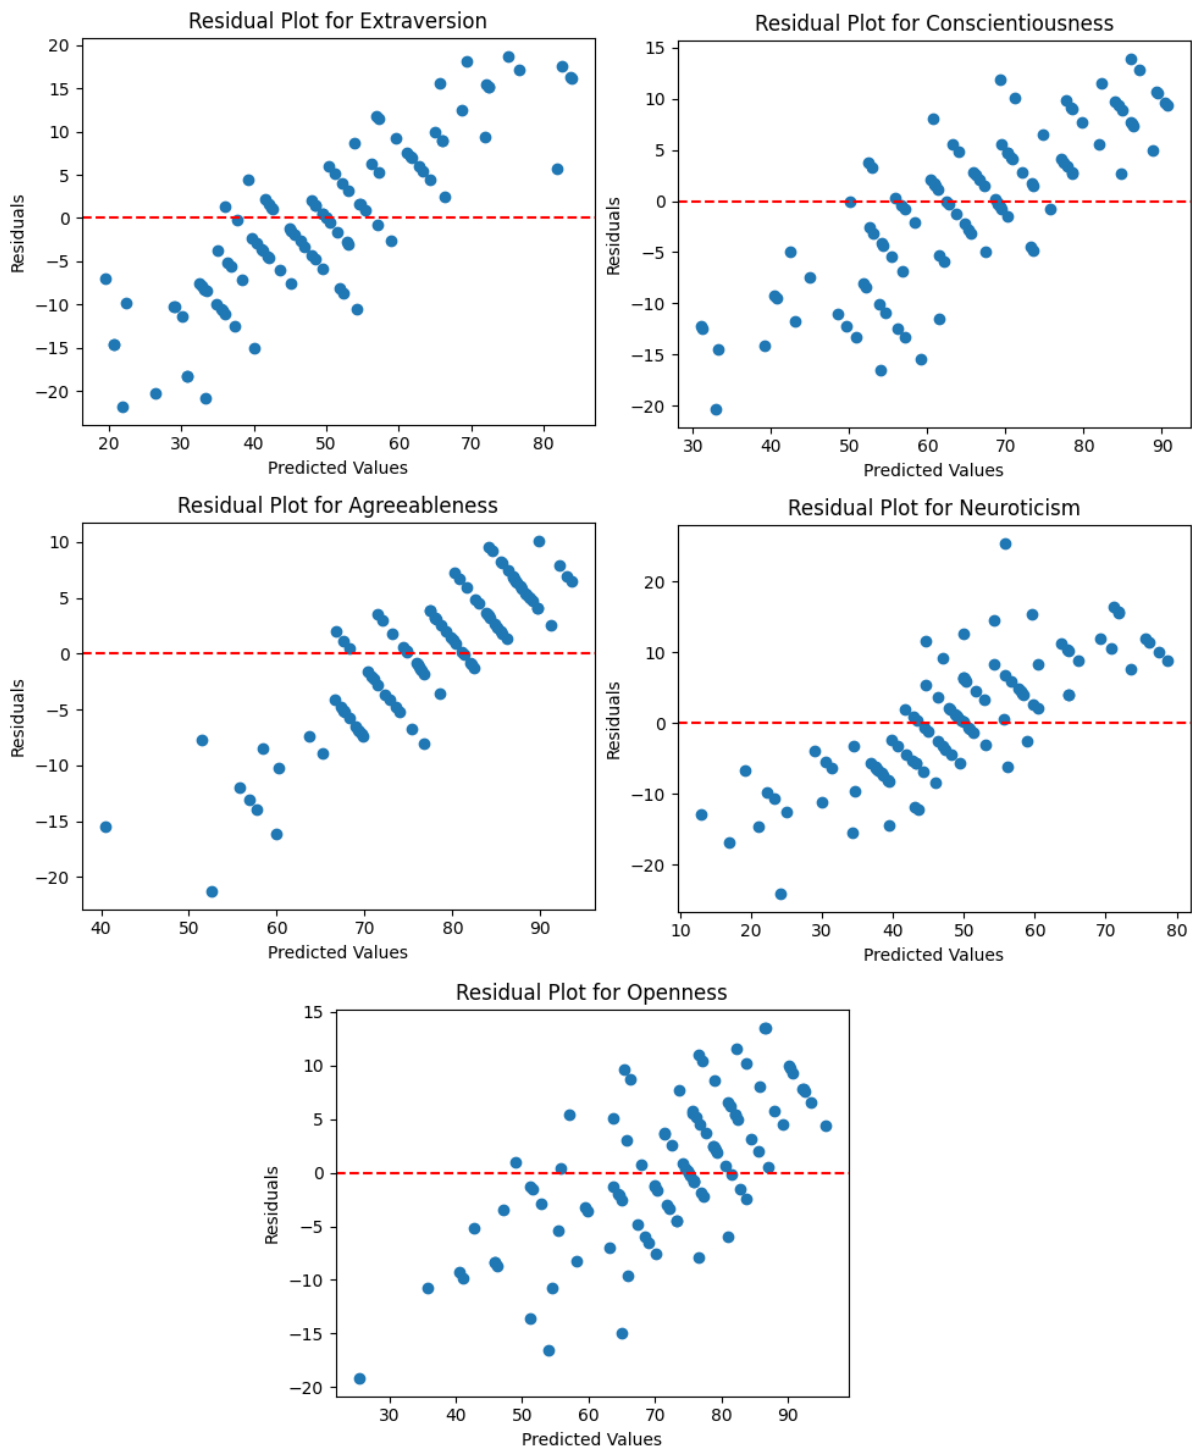 Residual Plot for Extraversion
20
15
10
5
0
−5
−10
−15
−20
Residuals
20 30 40 50 60 70 80
Predicted Values
Residual Plot for Conscientiousness
15
10
5
0
−5
−10
−15
−20
Residuals
30 40 50 60 70 80 90
Predicted Values
Residual Plot for Agreeableness
10
5
0
−5
−10
−15
−20
Residuals
40 50 60 70 80 90
Predicted Values
Residual Plot for Neuroticism
20
10
0
−10
−20
Residuals
10 20 30 40 50 60 70 80
Predicted Values
Residual Plot for Openness
15
10
5
0
−5
−10
−15
−20
Residuals
30 40 50 60 70 80 90
Predicted Values